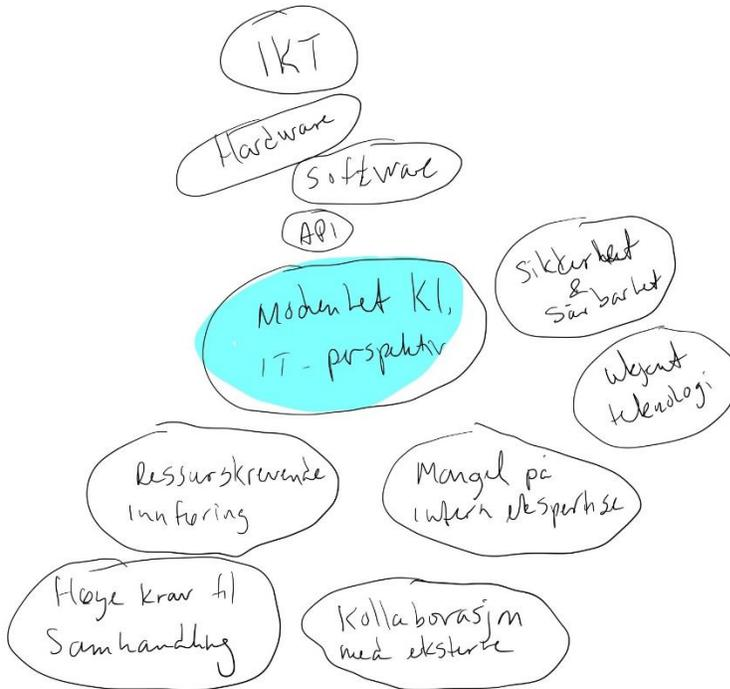 IKT
Hardware
Software
API
Modenhet KI,
IT - perspektiv
Sikkerhet
&
Sårbarhet
Ukjent
teknologi
Ressurskrevende
innføring
Mangel på
intern ekspertise
Høye krav til
Samhandling
Kollaborasjon
med eksterne